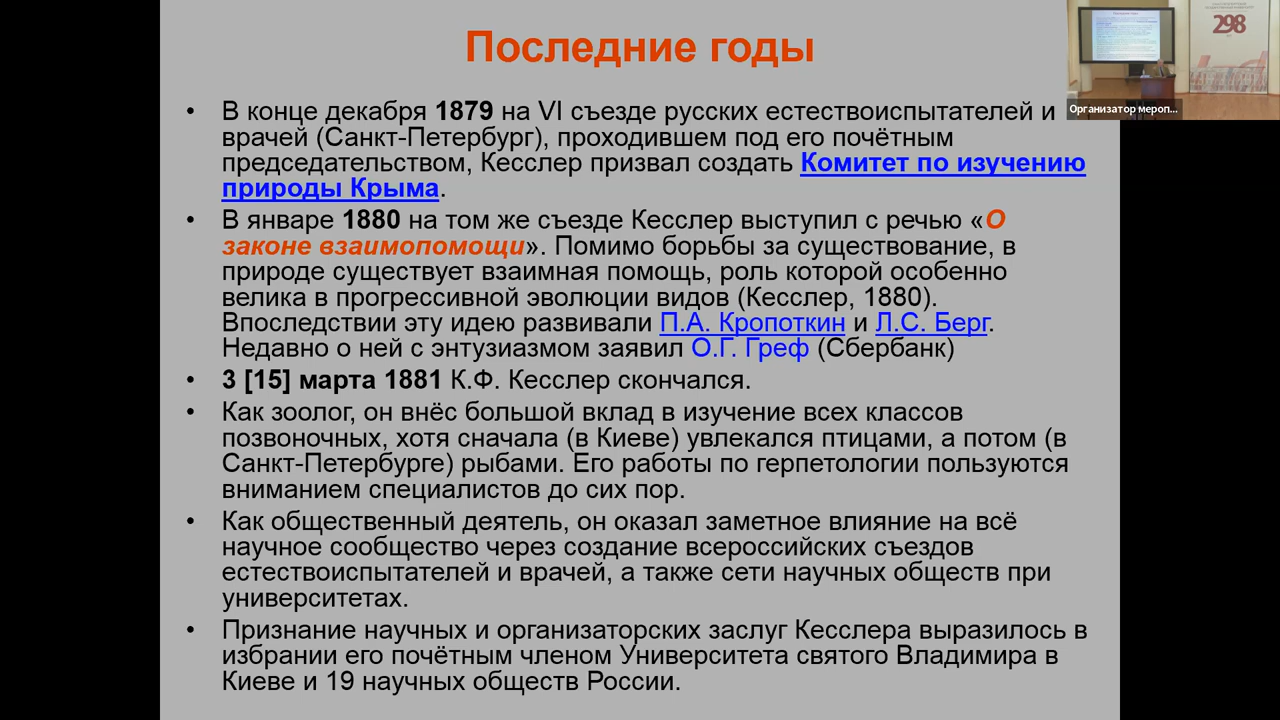 Последние годы
• В конце декабря 1879 на VI съезде русских естествоиспытателей и
врачей (Санкт-Петербург), проходившем под его почётным
председательством, Кесслер призвал создать Комитет по изучению
природы Крыма.
• В январе 1880 на том же съезде Кесслер выступил с речью «О
законе взаимопомощи». Помимо борьбы за существование, в
природе существует взаимная помощь, роль которой особенно
велика в прогрессивной эволюции видов (Кесслер, 1880).
Впоследствии эту идею развивали П.А. Кропоткин и Л.С. Берг.
Недавно о ней с энтузиазмом заявил О.Г. Греф (Сбербанк)
• 3 [15] марта 1881 К.Ф. Кесслер скончался.
• Как зоолог, он внёс большой вклад в изучение всех классов
позвоночных, хотя сначала (в Киеве) увлекался птицами, а потом (в
Санкт-Петербурге) рыбами. Его работы по герпетологии пользуются
вниманием специалистов до сих пор.
• Как общественный деятель, он оказал заметное влияние на всё
научное сообщество через создание всероссийских съездов
естествоиспытателей и врачей, а также сети научных обществ при
университетах.
• Признание научных и организаторских заслуг Кесслера выразилось в
избрании его почётным членом Университета святого Владимира в
Киеве и 19 научных обществ России.
298
Организатор мероп...